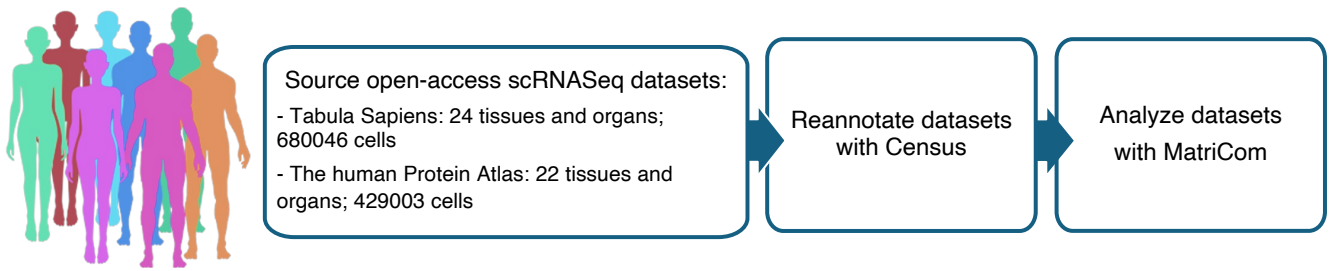 Source open-access scRNASeq datasets:
- Tabula Sapiens: 24 tissues and organs;
680046 cells
- The human Protein Atlas: 22 tissues and
organs; 429003 cells
Reannotate datasets
with Census
Analyze datasets
with MatriCom